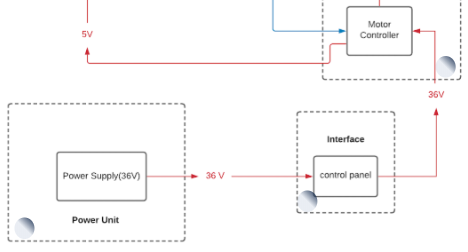 Motor
Controller
5V
36V
Interface
Power Supply(36V)
36 V
control panel
Power Unit